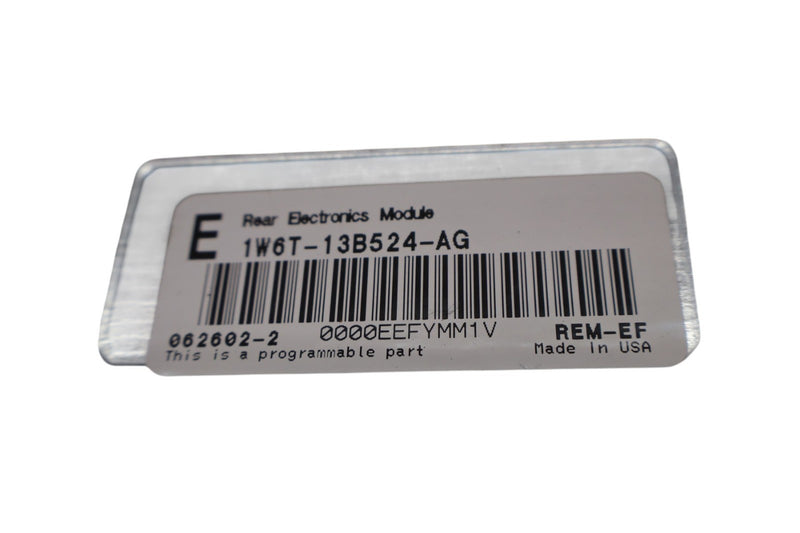 E Rear Electronics Module
1W6T-13B524-AG
062602-2 0000EEFYMM1V REM-EF
This is a programmable part Made In USA